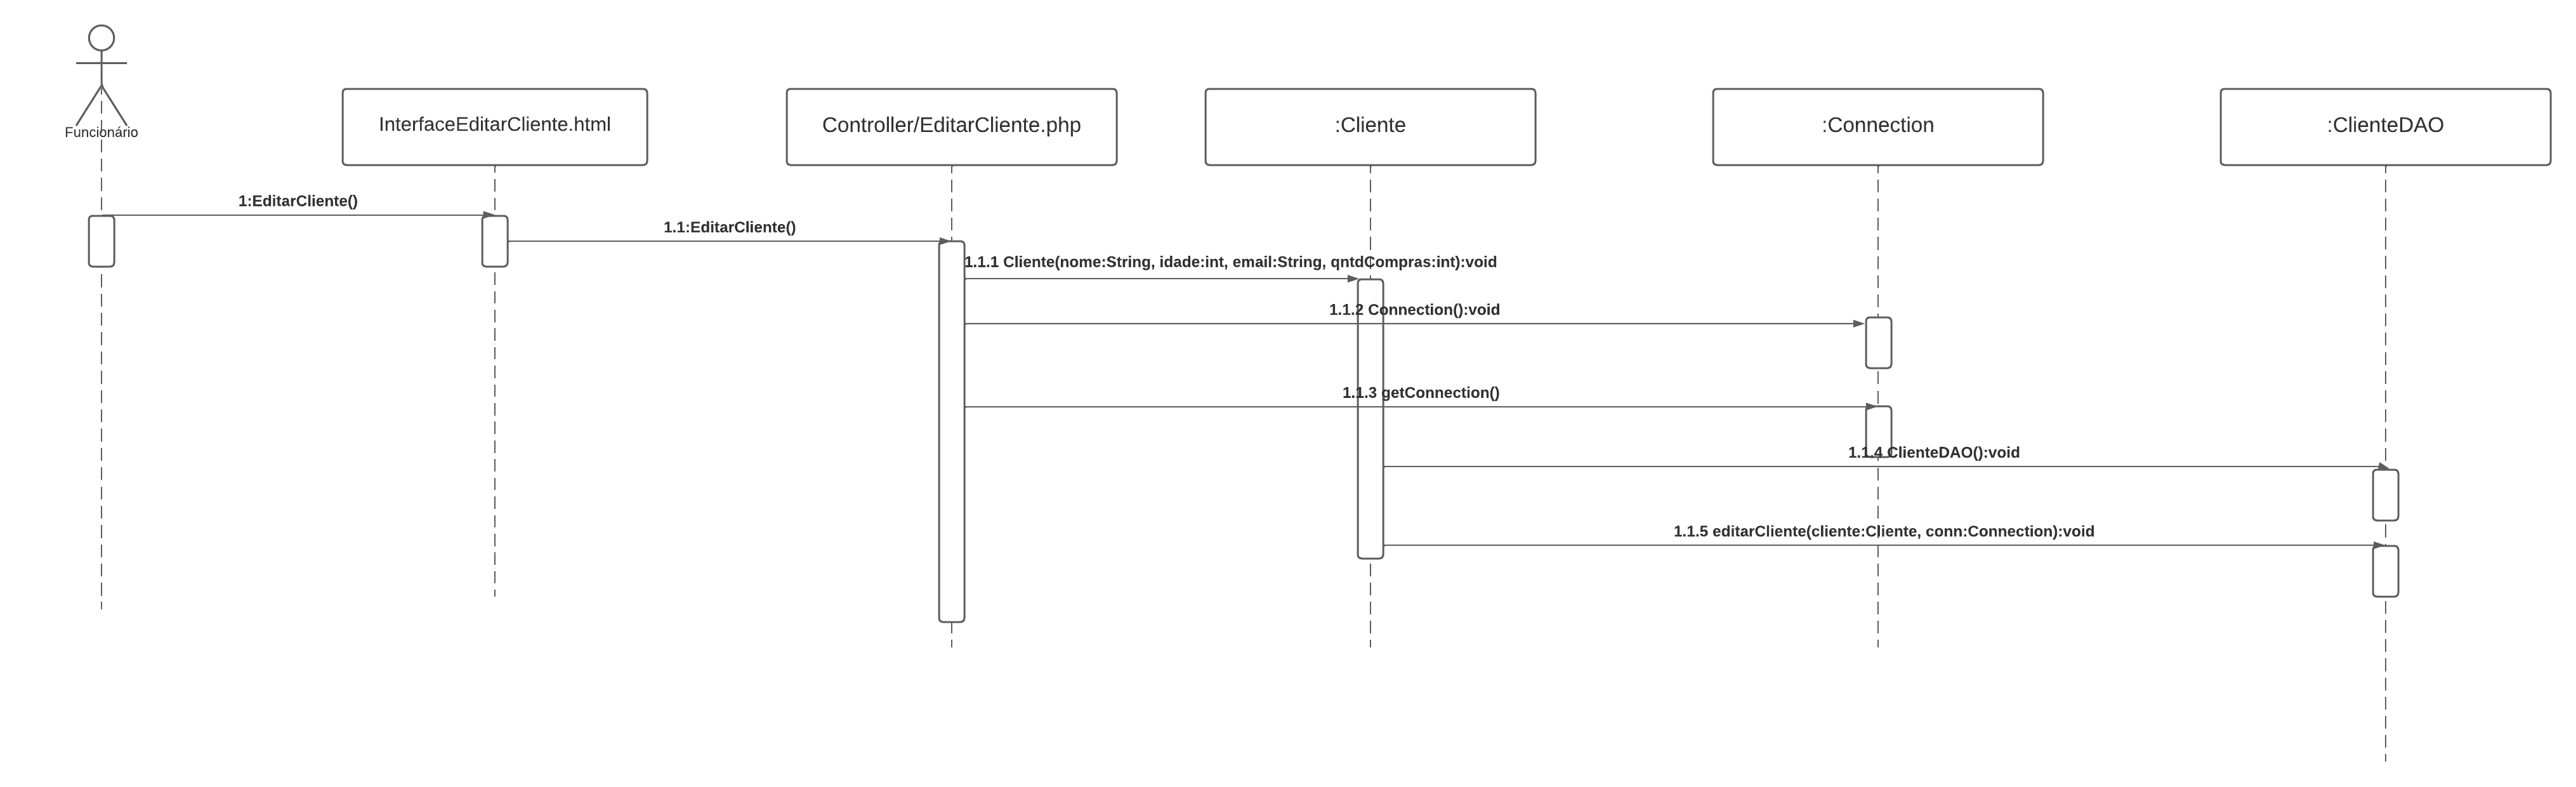 Funcionário
InterfaceEditarCliente.html
Controller/EditarCliente.php
:Cliente
:Connection
:ClienteDAO
1:EditarCliente()
1.1:EditarCliente()
1.1.1 Cliente(nome:String, idade:int, email:String, qntdCompras:int):void
1.1.2 Connection():void
1.1.3 getConnection()
1.1.4 ClienteDAO():void
1.1.5 editarCliente(cliente:Cliente, conn:Connection):void